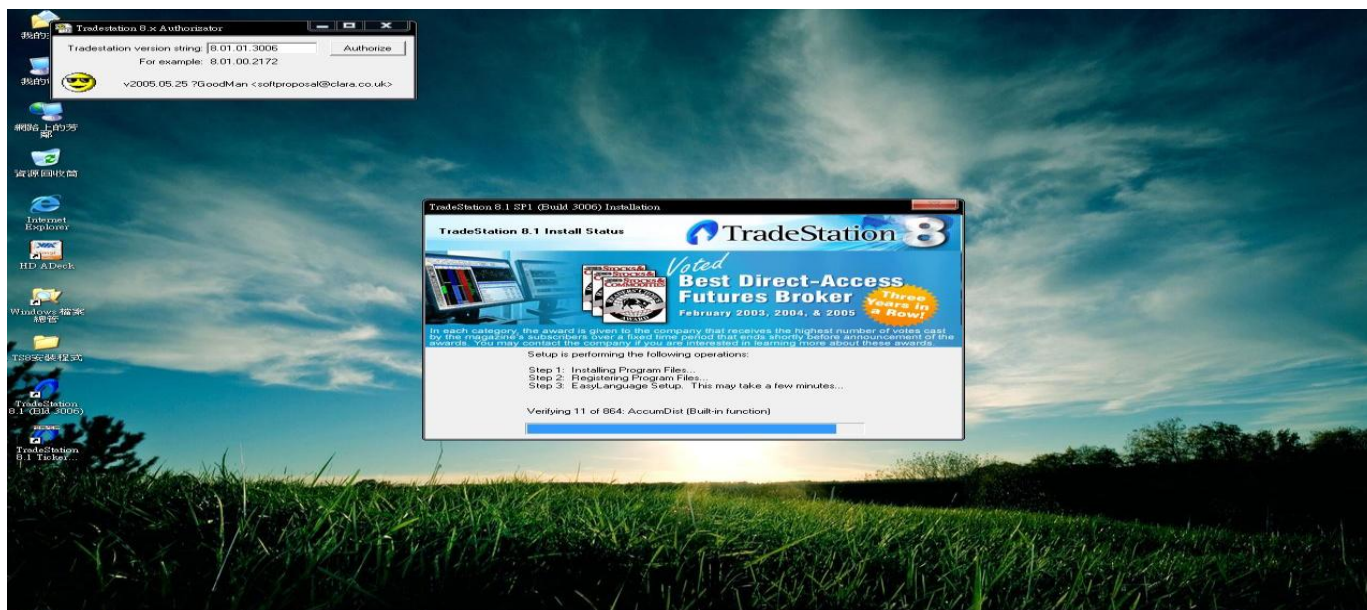 Tradestation 8.x Authorizator
Tradestation version string: 8.01.01.3006
Authorize
For example: 8.01.00.2172
v2005.05.25 ?GoodMan <softproposal@clara.co.uk>
網路上的芳
鄰
資源回收筒
Internet
Explorer
HD ADeck
Windows 檔案
總管
TS8安裝程式
TradeStation
8.1 (Bld 3006)
TradeStation
8.1 Ticker...
TradeStation 8.1 SP1 (Build 3006) Installation
TradeStation 8.1 Install Status
TradeStation 8
Voted
Best Direct-Access
Futures Broker
February 2003, 2004, & 2005
Three
Years in
a Row!
In each category, the award is given to the company that receives the highest number of votes cast
by the magazine's subscribers over a fixed time period that ends shortly before announcement of the
awards. You may contact the company if you are interested in learning more about these awards.
Setup is performing the following operations:
Step 1: Installing Program Files...
Step 2: Registering Program Files...
Step 3: EasyLanguage Setup. This may take a few minutes...
Verifying 11 of 864: AccumDist (Built-in function)